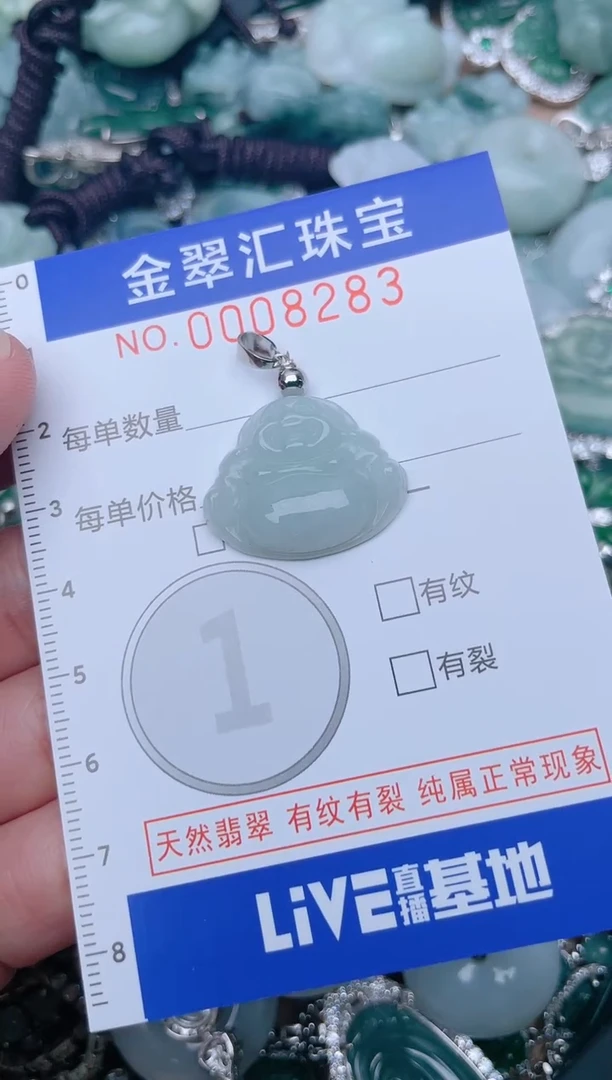 金翠汇珠宝
NO.0008283
每单数量
每单价格
有纹
有裂
1
天然翡翠 有纹有裂 纯属正常现象
LiVE直播基地
0
2
3
4
5
6
7
8